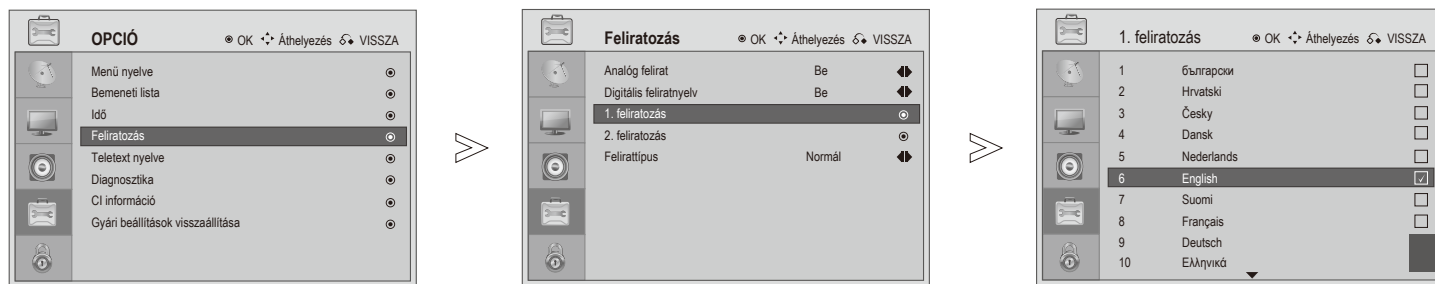 OPCIÓ OK Áthelyezés VISSZA
Menü nyelve
Bemeneti lista
Idő
Feliratozás
Teletext nyelve
Diagnosztika
CI információ
Gyári beállítások visszaállítása
Feliratozás OK Áthelyezés VISSZA
Analóg felirat Be
Digitális feliratnyelv Be
1. feliratozás
2. feliratozás
Felirattípus Normál
1. feliratozás OK Áthelyezés VISSZA
1 български
2 Hrvatski
3 Česky
4 Dansk
5 Nederlands
6 English
7 Suomi
8 Français
9 Deutsch
10 Ελληνικά